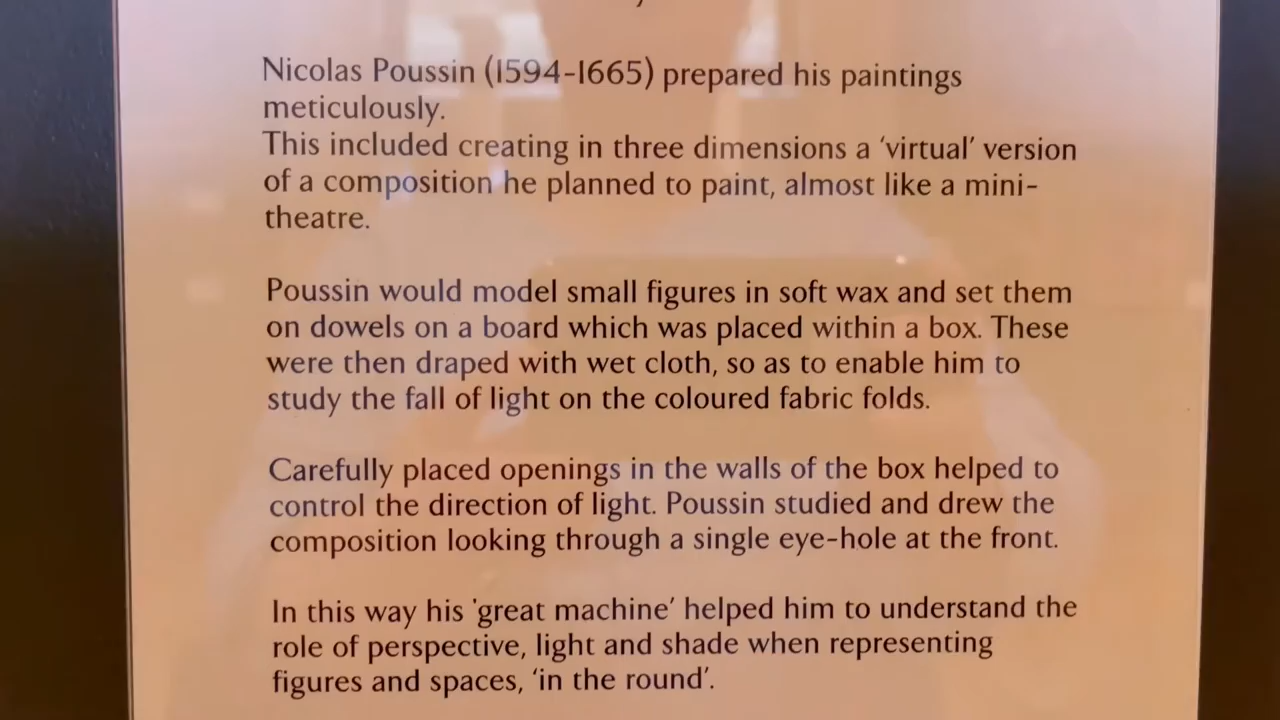 Nicolas Poussin (1594-1665) prepared his paintings
meticulously.
This included creating in three dimensions a ‘virtual’ version
of a composition he planned to paint, almost like a mini-
theatre.
Poussin would model small figures in soft wax and set them
on dowels on a board which was placed within a box. These
were then draped with wet cloth, so as to enable him to
study the fall of light on the coloured fabric folds.
Carefully placed openings in the walls of the box helped to
control the direction of light. Poussin studied and drew the
composition looking through a single eye-hole at the front.
In this way his 'great machine’ helped him to understand the
role of perspective, light and shade when representing
figures and spaces, ‘in the round’.